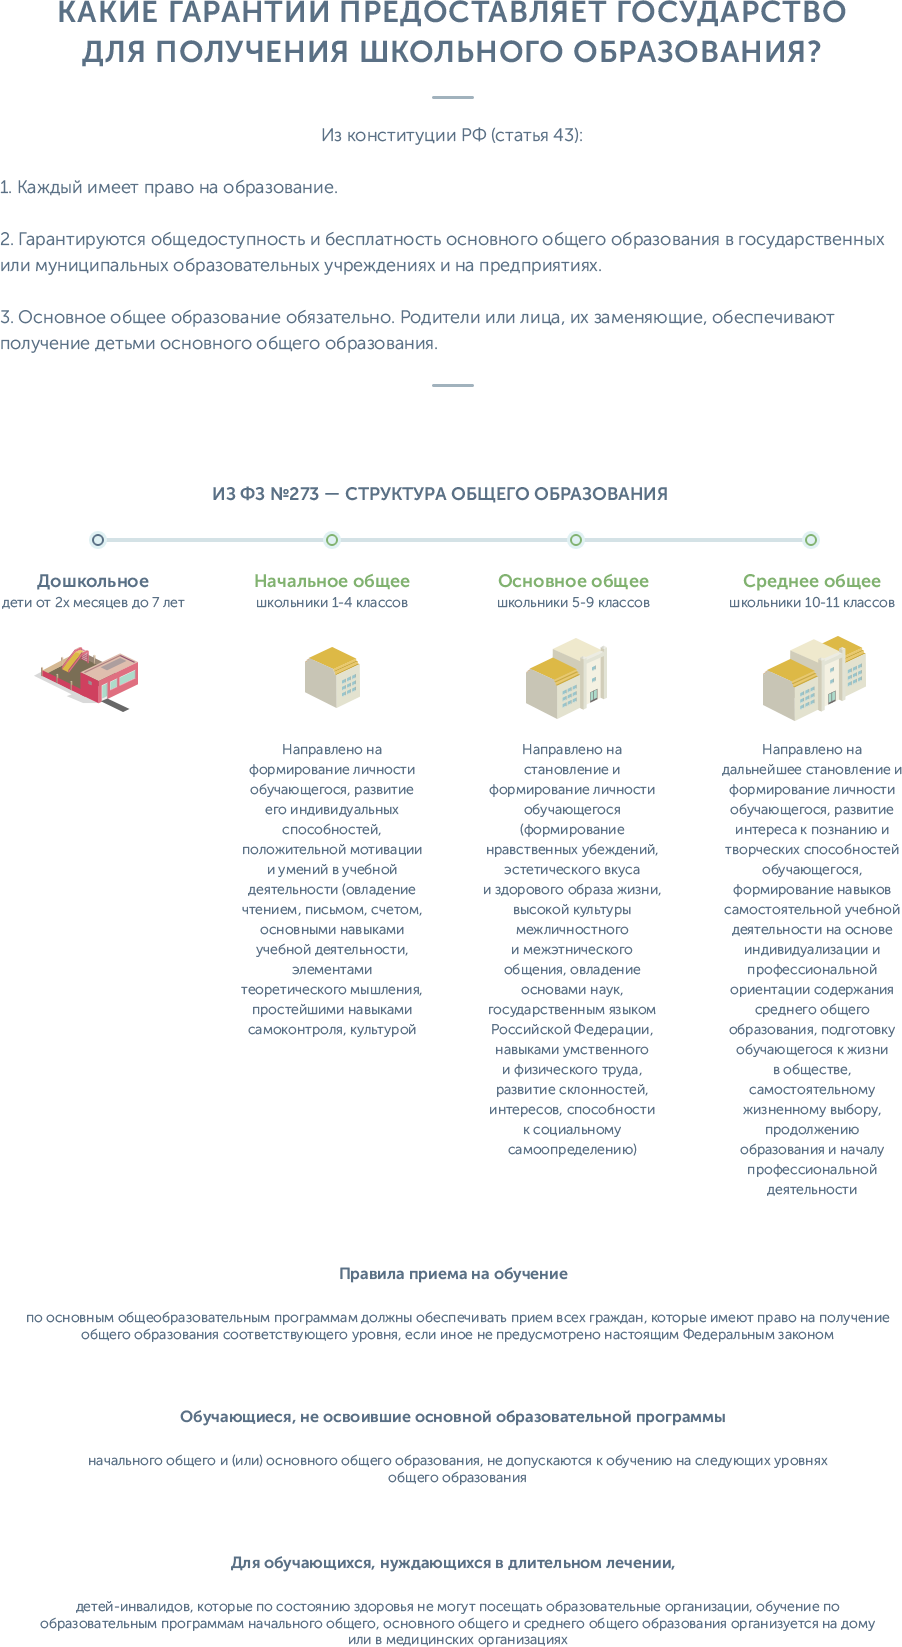 КАКИЕ ГАРАНТИИ ПРЕДОСТАВЛЯЕТ ГОСУДАРСТВО
ДЛЯ ПОЛУЧЕНИЯ ШКОЛЬНОГО ОБРАЗОВАНИЯ?
Из конституции РФ (статья 43):
1. Каждый имеет право на образование.
2. Гарантируются общедоступность и бесплатность основного общего образования в государственных
или муниципальных образовательных учреждениях и на предприятиях.
3. Основное общее образование обязательно. Родители или лица, их заменяющие, обеспечивают
получение детьми основного общего образования.
ИЗ ФЗ №273 — СТРУКТУРА ОБЩЕГО ОБРАЗОВАНИЯ
Дошкольное
дети от 2х месяцев до 7 лет
Начальное общее
школьники 1-4 классов
Направлено на
формирование личности
обучающегося, развитие
его индивидуальных
способностей,
положительной мотивации
и умений в учебной
деятельности (овладение
чтением, письмом, счетом,
основными навыками
учебной деятельности,
элементами
теоретического мышления,
простейшими навыками
самоконтроля, культурой
Основное общее
школьники 5-9 классов
Направлено на
становление и
формирование личности
обучающегося
(формирование
нравственных убеждений,
эстетического вкуса
и здорового образа жизни,
высокой культуры
межличностного
и межэтнического
общения, овладение
основами наук,
государственным языком
Российской Федерации,
навыками умственного
и физического труда,
развитие склонностей,
интересов, способности
к социальному
самоопределению)
Среднее общее
школьники 10-11 классов
Направлено на
дальнейшее становление и
формирование личности
обучающегося, развитие
интереса к познанию и
творческих способностей
обучающегося,
формирование навыков
самостоятельной учебной
деятельности на основе
индивидуализации и
профессиональной
ориентации содержания
среднего общего
образования, подготовку
обучающегося к жизни
в обществе,
самостоятельному
жизненному выбору,
продолжению
образования и началу
профессиональной
деятельности
Правила приема на обучение
по основным общеобразовательным программам должны обеспечивать прием всех граждан, которые имеют право на получение
общего образования соответствующего уровня, если иное не предусмотрено настоящим Федеральным законом
Обучающиеся, не освоившие основной образовательной программы
начального общего и (или) основного общего образования, не допускаются к обучению на следующих уровнях
общего образования
Для обучающихся, нуждающихся в длительном лечении,
детей-инвалидов, которые по состоянию здоровья не могут посещать образовательные организации, обучение по
образовательным программам начального общего, основного общего и среднего общего образования организуется на дому
или в медицинских организациях